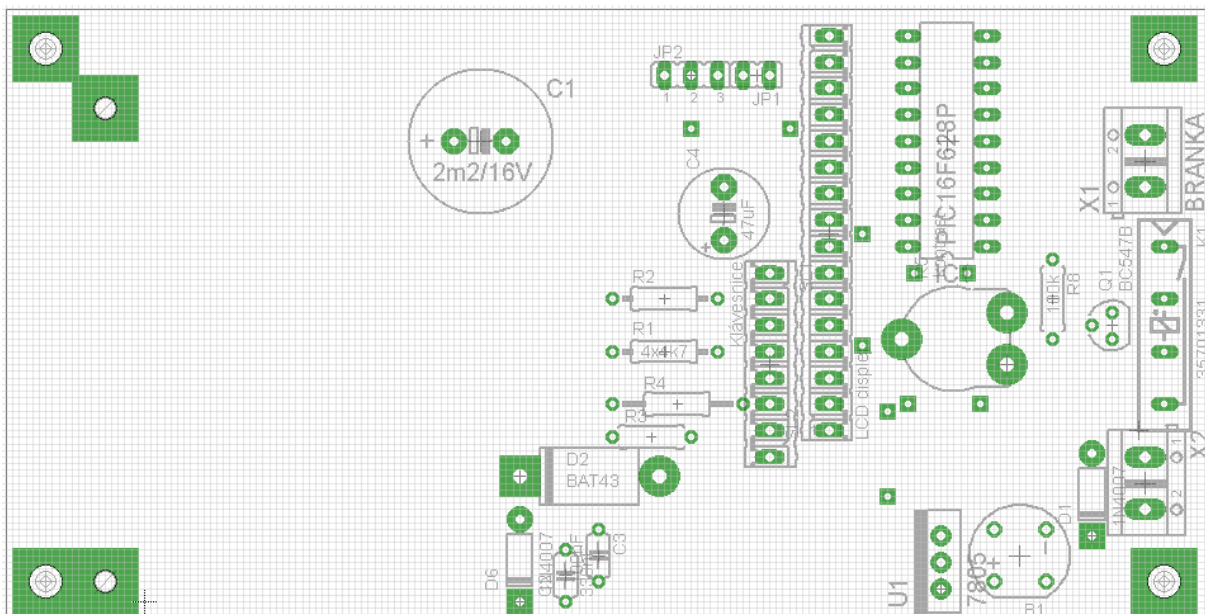 C1
2m2/16V
JP2
1
2
3
JP1
C4
47uF
PIC16F628P
X1
BRANKA
2
1
K1
35701331
Q1
BC547B
R8
100k
R2
R1
4x4k7
R4
R3
Klávesnice
LCD displej
D2
BAT43
D6
C3
U1
7805
B1
D1
1N4007
X2
1
2